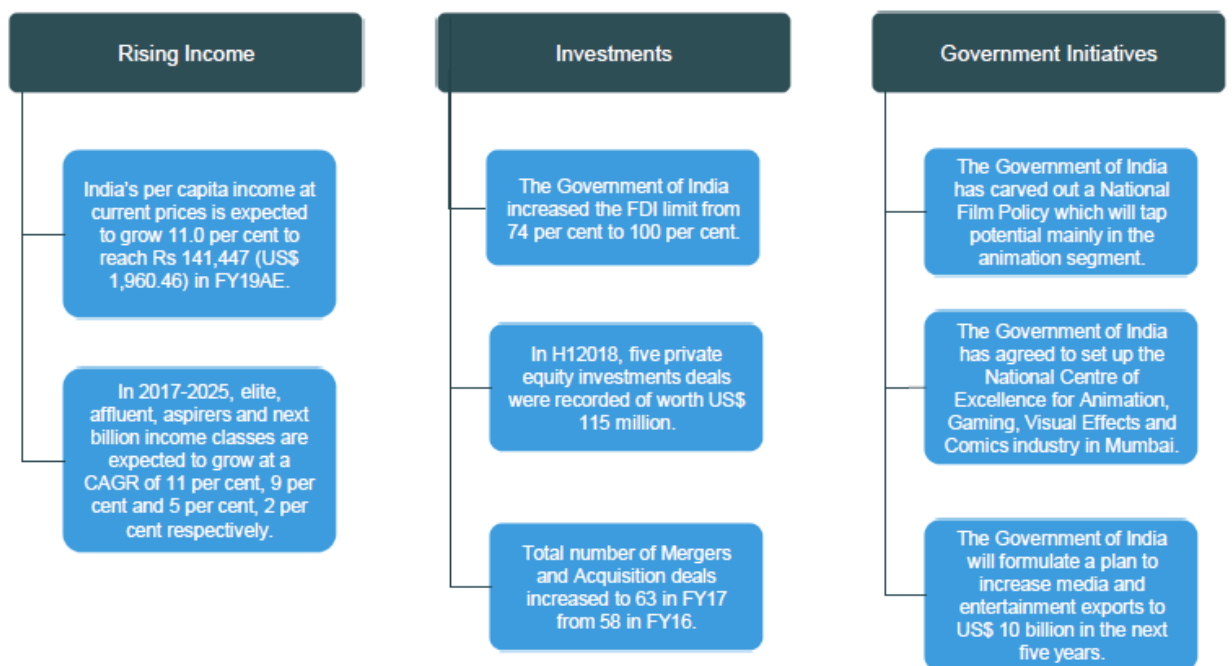 Rising Income
India's per capita income at
current prices is expected
to grow 11.0 per cent to
reach Rs 141,447 (US$
1,960.46) in FY19AE.
In 2017-2025, elite,
affluent, aspirers and next
billion income classes are
expected to grow at a
CAGR of 11 per cent, 9 per
cent and 5 per cent, 2 per
cent respectively.
Investments
The Government of India
increased the FDI limit from
74 per cent to 100 per cent.
In H12018, five private
equity investments deals
were recorded of worth US$
115 million.
Total number of Mergers
and Acquisition deals
increased to 63 in FY17
from 58 in FY16.
Government Initiatives
The Government of India
has carved out a National
Film Policy which will tap
potential mainly in the
animation segment.
The Government of India
has agreed to set up the
National Centre of
Excellence for Animation,
Gaming, Visual Effects and
Comics industry in Mumbai.
The Government of India
will formulate a plan to
increase media and
entertainment exports to
US$ 10 billion in the next
five years.